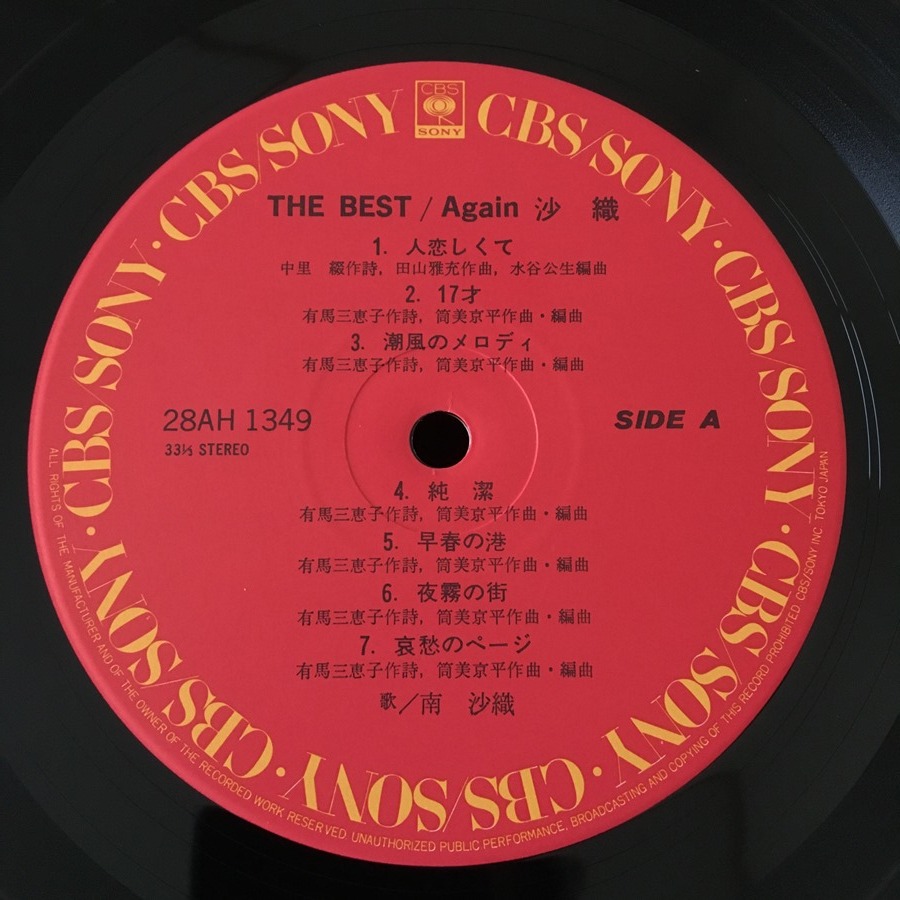 CBS
SONY
CBS/SONY · CBS/SONY · CBS/SONY · CBS/SONY · CBS/SONY · CBS/SONY · CBS/SONY · CBS/SONY
THE BEST / Again 沙 織
1. 人恋しくて
中里 綴作詩, 田山雅充作曲, 水谷公生編曲
2. 17才
有馬三恵子作詩, 筒美京平作曲・編曲
3. 潮風のメロディ
有馬三恵子作詩, 筒美京平作曲・編曲
28AH 1349
33⅓ STEREO
SIDE A
4. 純 潔
有馬三恵子作詩, 筒美京平作曲・編曲
5. 早春の港
有馬三恵子作詩, 筒美京平作曲・編曲
6. 夜霧の街
有馬三恵子作詩, 筒美京平作曲・編曲
7. 哀愁のページ
有馬三恵子作詩, 筒美京平作曲・編曲
歌/南 沙織
ALL RIGHTS OF THE MANUFACTURER AND OF THE OWNER OF THE RECORDED WORK RESERVED UNAUTHORIZED PUBLIC PERFORMANCE, BROADCASTING AND COPYING OF THIS RECORD PROHIBITED CBS/SONY INC TOKYO JAPAN